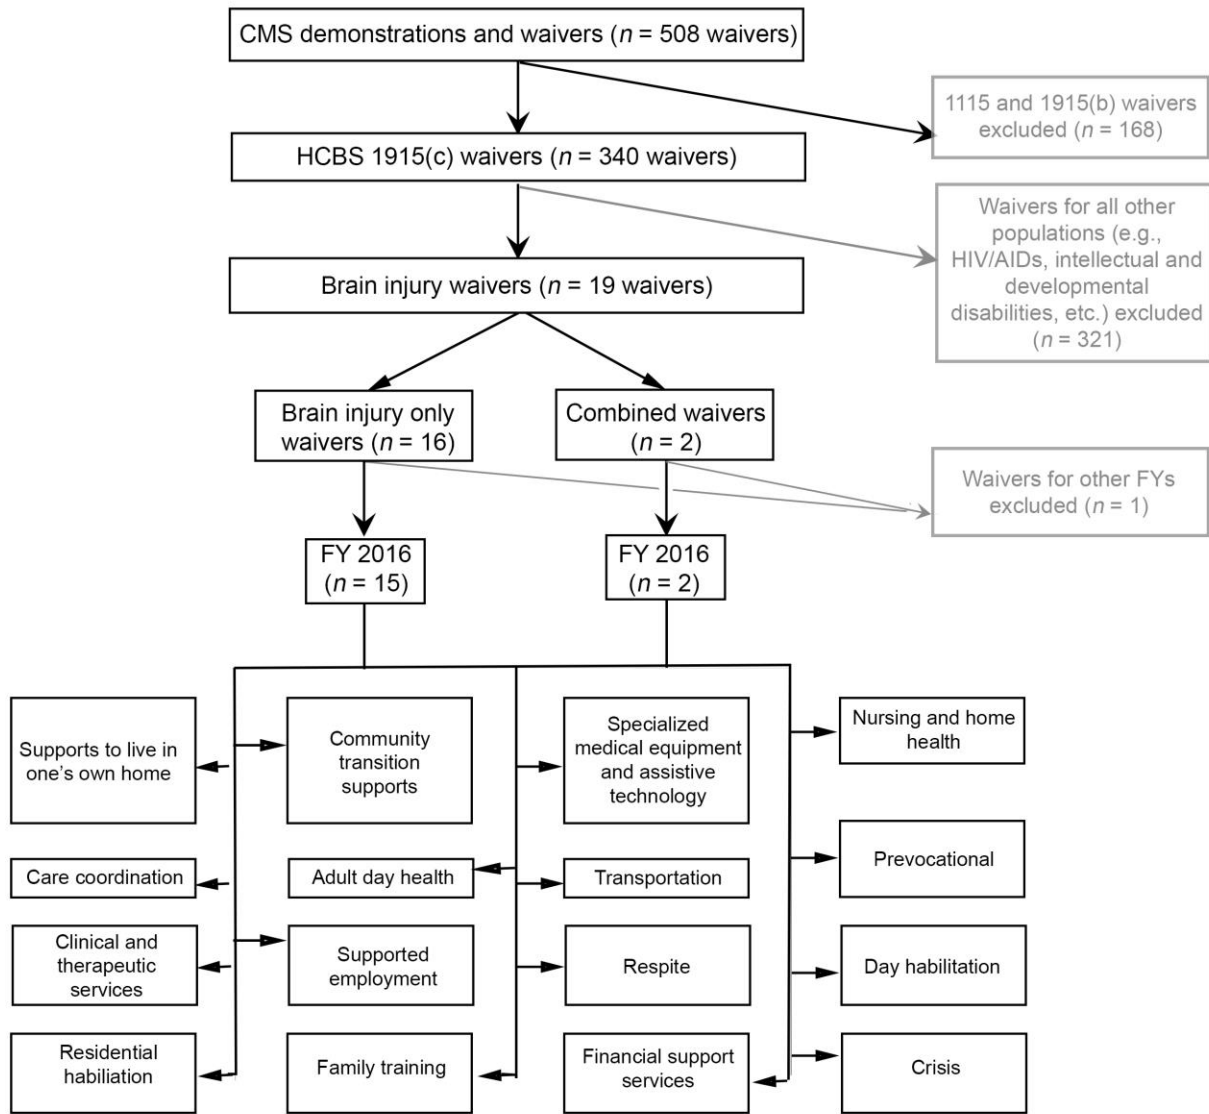 CMS demonstrations and waivers (n = 508 waivers)
1115 and 1915(b) waivers
excluded (n = 168)
HCBS 1915(c) waivers (n = 340 waivers)
Waivers for all other
populations (e.g.,
HIV/AIDs, intellectual and
developmental
disabilities, etc.) excluded
(n = 321)
Brain injury waivers (n = 19 waivers)
Brain injury only
waivers (n = 16)
Combined waivers
(n = 2)
Waivers for other FYs
excluded (n = 1)
FY 2016
(n = 15)
FY 2016
(n = 2)
Supports to live in
one’s own home
Community
transition
supports
Specialized
medical equipment
and assistive
technology
Nursing and home
health
Care coordination
Adult day health
Transportation
Prevocational
Clinical and
therapeutic
services
Supported
employment
Respite
Day habilitation
Residential
habiliation
Family training
Financial support
services
Crisis